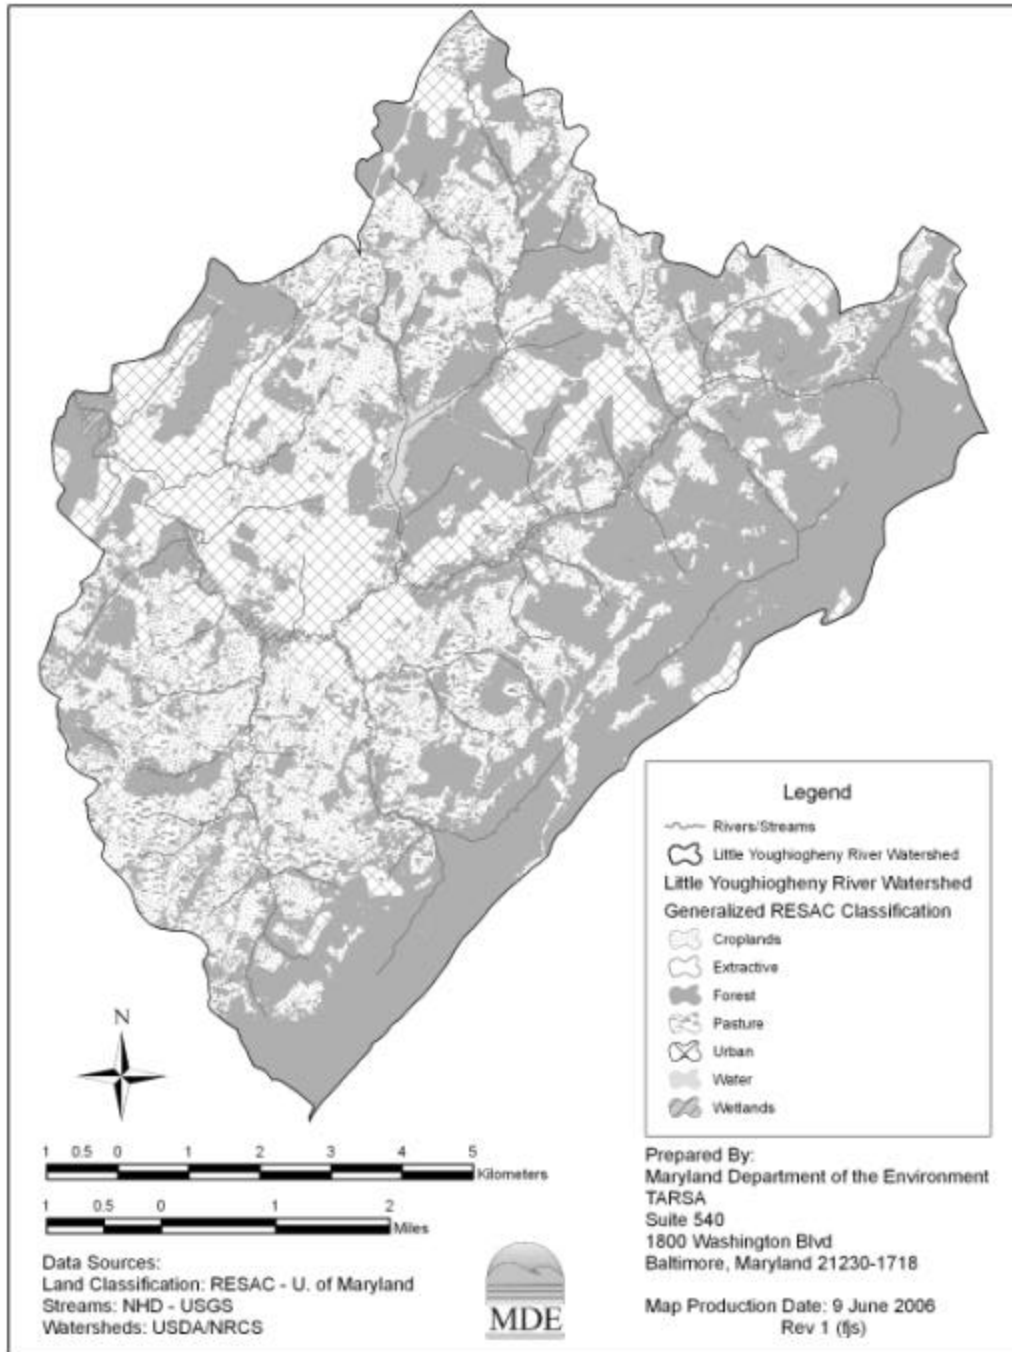 Legend
Rivers/Streams
Little Youghiogheny River Watershed
Little Youghiogheny River Watershed
Generalized RESAC Classification
Croplands
Extractive
Forest
Pasture
Urban
Water
Wetlands
N
1 0.5 0 1 2 3 4 5
Kilometers
1 0.5 0 1 2
Miles
Data Sources:
Land Classification: RESAC - U. of Maryland
Streams: NHD - USGS
Watersheds: USDA/NRCS
MDE
Prepared By:
Maryland Department of the Environment
TARSA
Suite 540
1800 Washington Blvd
Baltimore, Maryland 21230-1718
Map Production Date: 9 June 2006
Rev 1 (fjs)